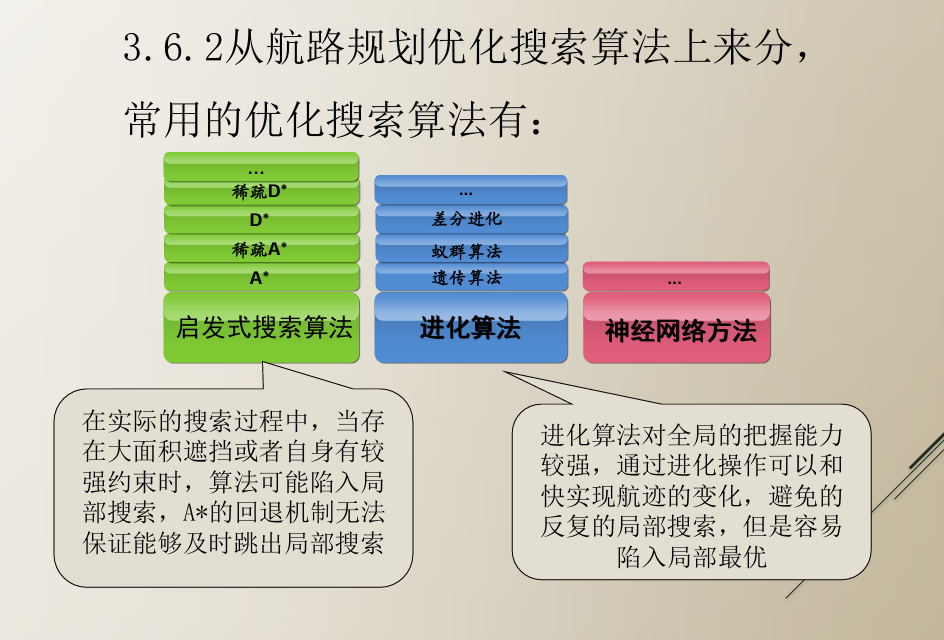 3.6.2从航路规划优化搜索算法上来分，
常用的优化搜索算法有：
…
稀疏D*
D*
稀疏A*
A*
启发式搜索算法
…
差分进化
蚁群算法
遗传算法
进化算法
…
神经网络方法
在实际的搜索过程中，当存
在大面积遮挡或者自身有较
强约束时，算法可能陷入局
部搜索，A*的回退机制无法
保证能够及时跳出局部搜索
进化算法对全局的把握能力
较强，通过进化操作可以和
快实现航迹的变化，避免的
反复的局部搜索，但是容易
陷入局部最优